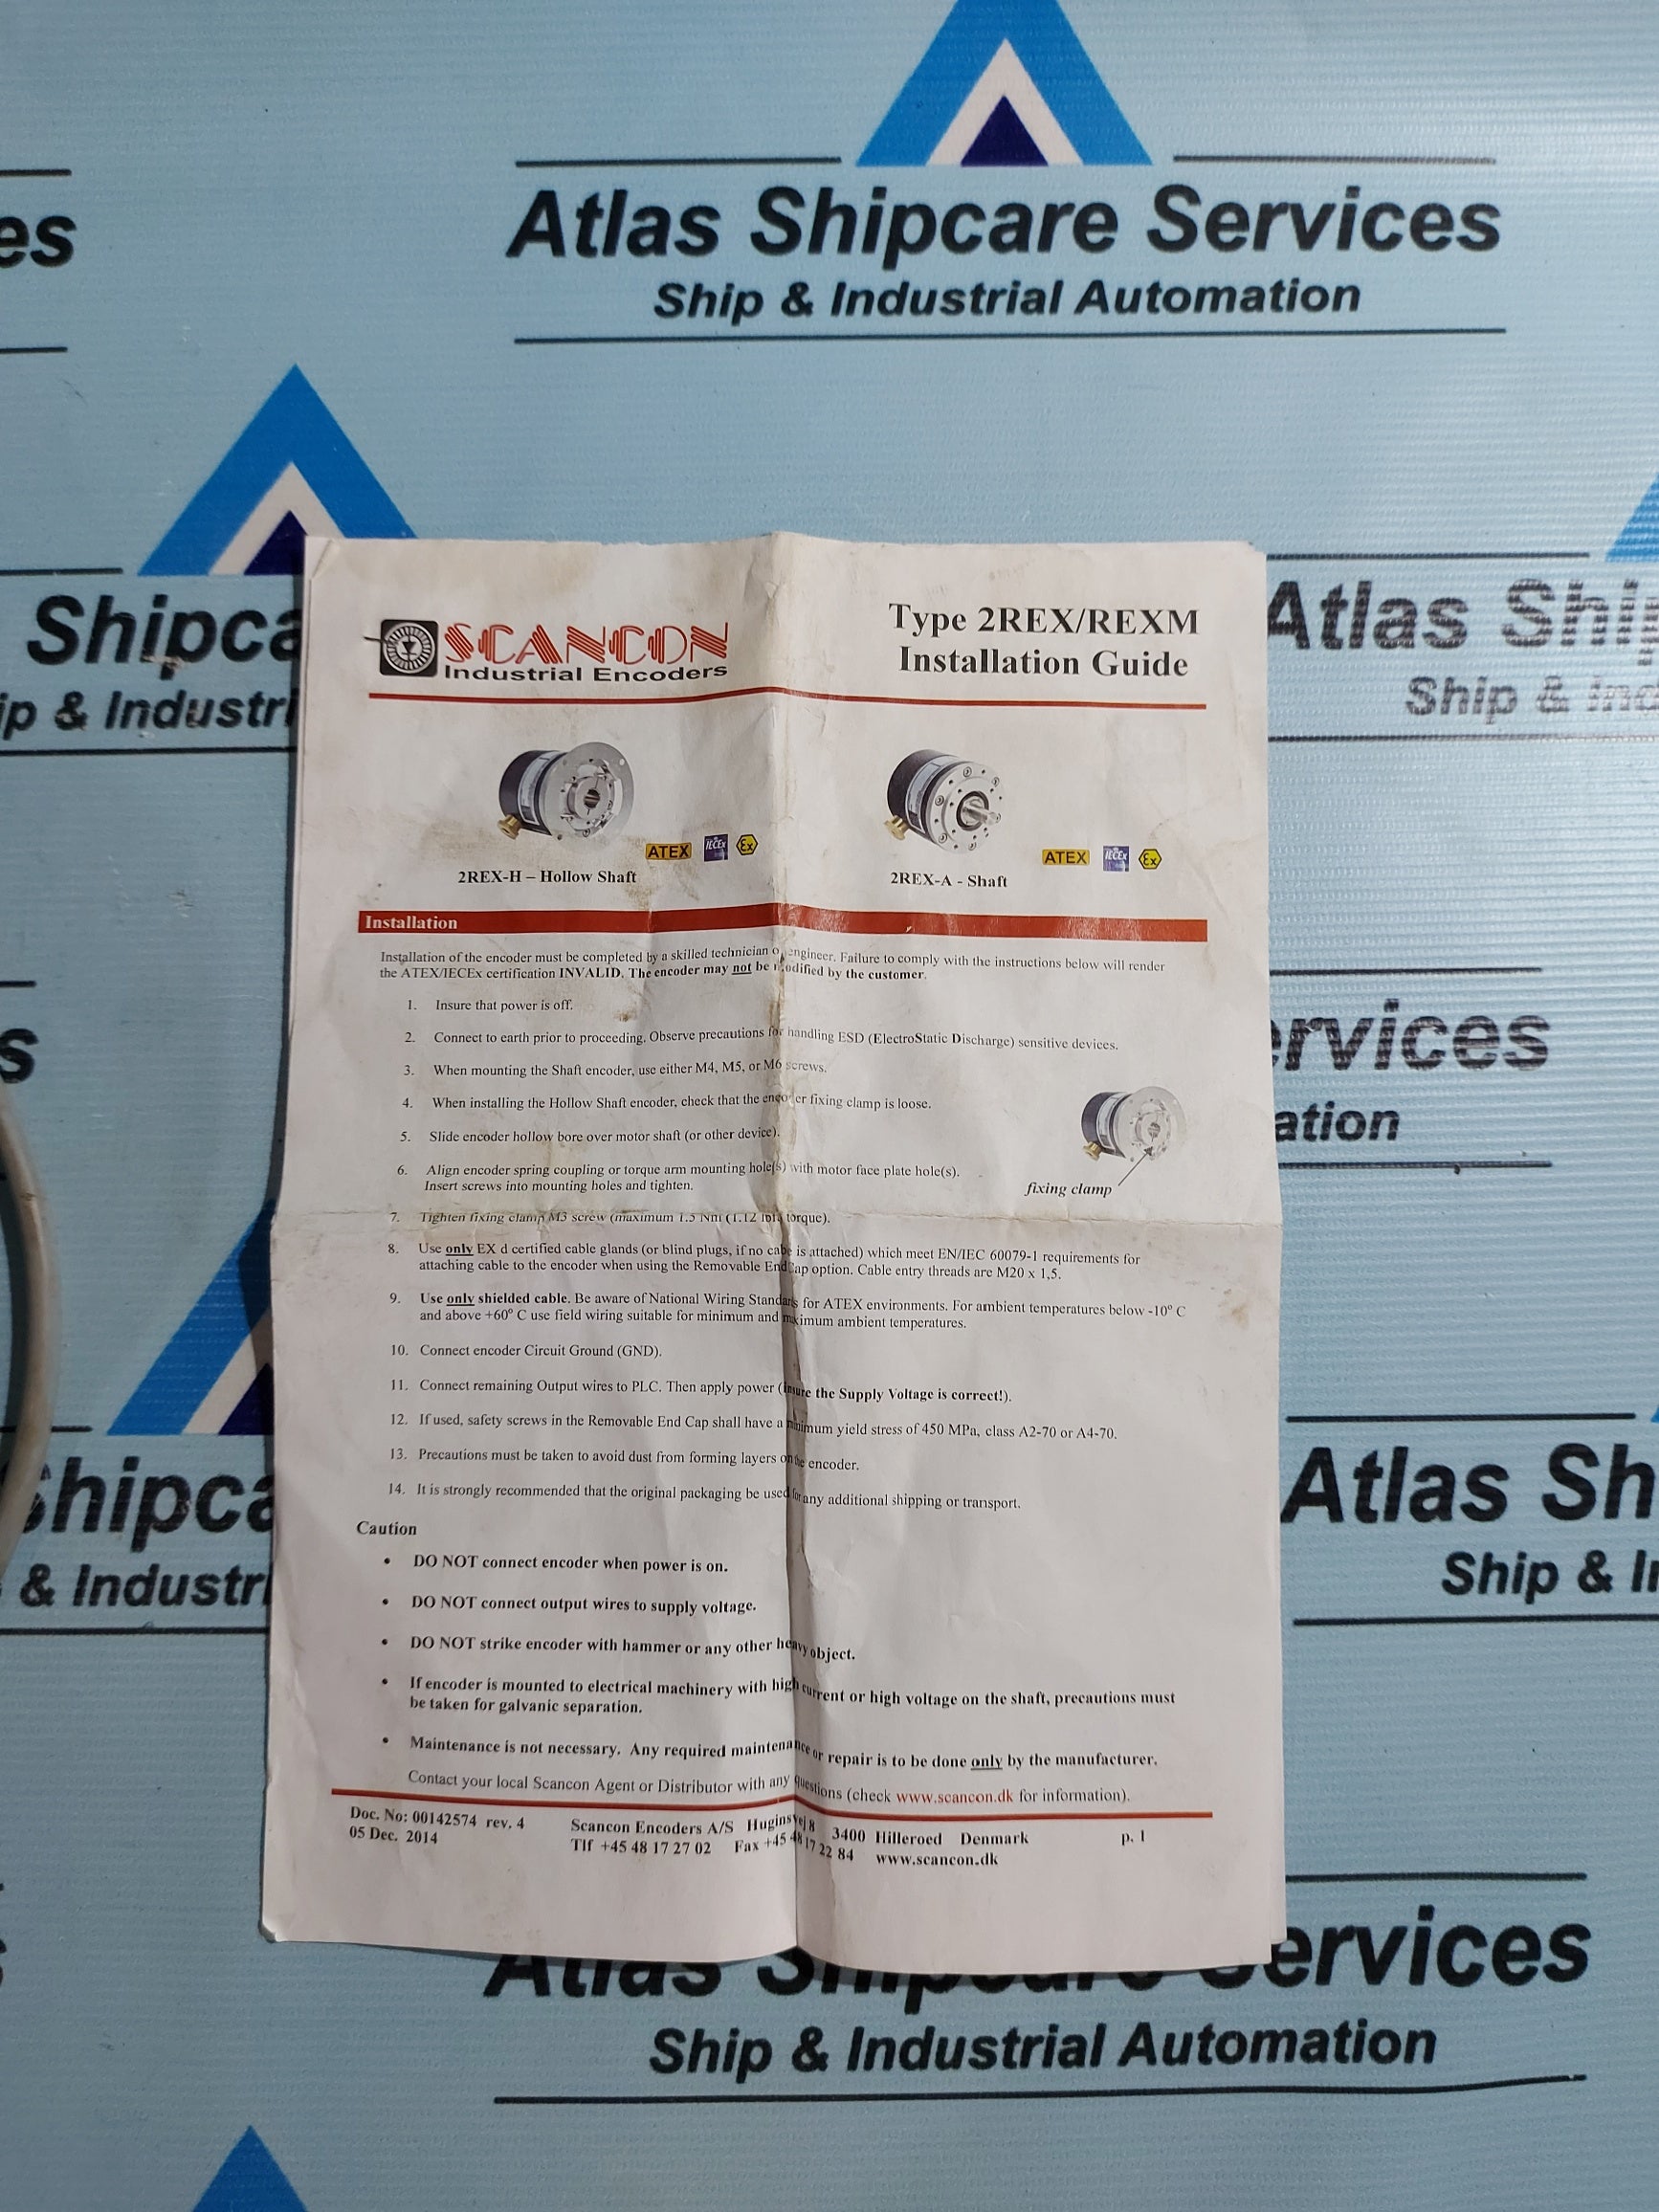 es
Atlas Shipcare Services
Ship & Industrial Automation
Shipca
ip & Industri
Atlas Ship
Ship & Ind
SCANCON
Industrial Encoders
Type 2REX/REXM
Installation Guide
ATEX IECEx Ex
2REX-H – Hollow Shaft
ATEX IECEx Ex
2REX-A - Shaft
Installation
Installation of the encoder must be completed by a skilled technician o engineer. Failure to comply with the instructions below will render
the ATEX/IECEx certification INVALID. The encoder may not be modified by the customer.
1. Insure that power is off.
2. Connect to earth prior to proceeding. Observe precautions for handling ESD (ElectroStatic Discharge) sensitive devices.
3. When mounting the Shaft encoder, use either M4, M5, or M6 screws.
4. When installing the Hollow Shaft encoder, check that the encoder fixing clamp is loose.
5. Slide encoder hollow bore over motor shaft (or other device).
6. Align encoder spring coupling or torque arm mounting hole(s) with motor face plate hole(s).
Insert screws into mounting holes and tighten.
fixing clamp
7. Tighten fixing clamp M3 screw (maximum 1.5 Nm (1.12 torque).
8. Use only EX d certified cable glands (or blind plugs, if no cable is attached) which meet EN/IEC 60079-1 requirements for
attaching cable to the encoder when using the Removable End Cap option. Cable entry threads are M20 x 1,5.
9. Use only shielded cable. Be aware of National Wiring Standards for ATEX environments. For ambient temperatures below -10° C
and above +60° C use field wiring suitable for minimum and maximum ambient temperatures.
10. Connect encoder Circuit Ground (GND).
11. Connect remaining Output wires to PLC. Then apply power (insure the Supply Voltage is correct!).
12. If used, safety screws in the Removable End Cap shall have a minimum yield stress of 450 MPa, class A2-70 or A4-70.
13. Precautions must be taken to avoid dust from forming layers on the encoder.
14. It is strongly recommended that the original packaging be used for any additional shipping or transport.
Caution
• DO NOT connect encoder when power is on.
• DO NOT connect output wires to supply voltage.
• DO NOT strike encoder with hammer or any other heavy object.
• If encoder is mounted to electrical machinery with high current or high voltage on the shaft, precautions must
be taken for galvanic separation.
• Maintenance is not necessary. Any required maintenance or repair is to be done only by the manufacturer.
Contact your local Scancon Agent or Distributor with any questions (check www.scancon.dk for information).
Doc. No: 00142574 rev. 4
05 Dec. 2014
Scancon Encoders A/S Huginsvej 8 3400 Hilleroed Denmark
Tlf +45 48 17 27 02 Fax +45 48 17 22 84 www.scancon.dk
p. 1
s
ervices
ation
Shipca
& Industri
Atlas Sh
Ship & In
Atlas Shipcare Services
Ship & Industrial Automation